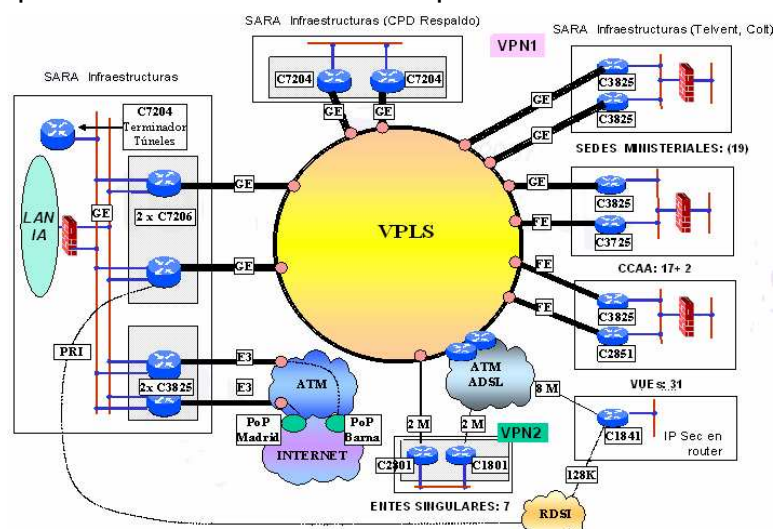 SARA Infraestructuras (CPD Respaldo)
VPN1
SARA Infraestructuras (Telvent, Colt)
SARA Infraestructuras
C7204
C7204
C3825
C3825
C7204
Terminador
Túneles
GE
GE
GE
GE
SEDES MINISTERIALES: (19)
LAN
IA
GE
2 x C7206
GE
GE
VPLS
GE
FE
C3825
C3725
CCAA: 17+ 2
FE
FE
C3825
C2851
VUEs: 31
PRI
2x C3825
E3
E3
ATM
PoP
Madrid
PoP
Barna
INTERNET
ATM
ADSL
8 M
2 M
2 M
VPN2
C2801
C1801
ENTES SINGULARES: 7
C1841
IP Sec en
router
128K
RDSI